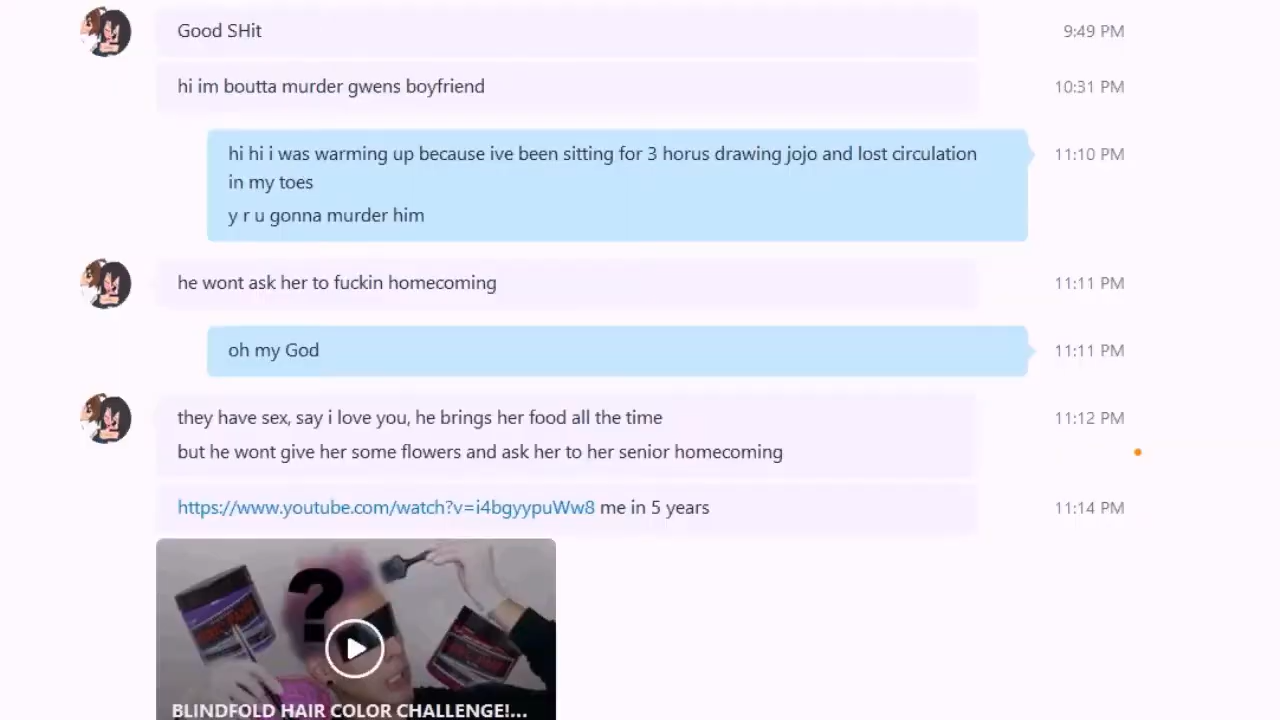 Good SHit
9:49 PM
hi im boutta murder gwens boyfriend
10:31 PM
hi hi i was warming up because ive been sitting for 3 horus drawing jojo and lost circulation
11:10 PM
in my toes
y r u gonna murder him
he wont ask her to fuckin homecoming
11:11 PM
oh my God
11:11 PM
they have sex, say i love you, he brings her food all the time
11:12 PM
but he wont give her some flowers and ask her to her senior homecoming
https://www.youtube.com/watch?v=i4bgyypuWw8 me in 5 years
11:14 PM
?
BLINDFOLD HAIR COLOR CHALLENGE!...